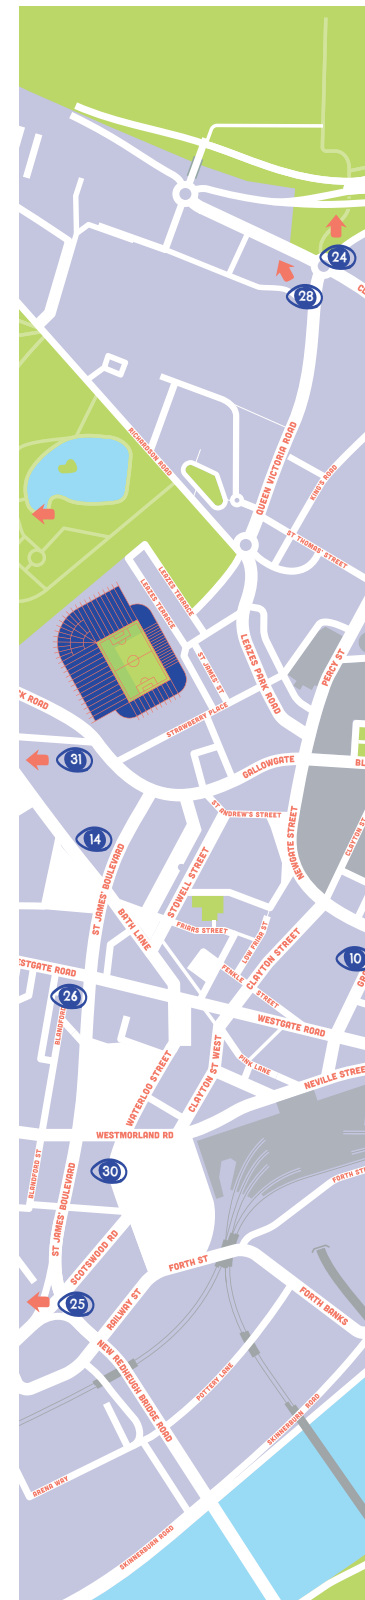 24
28
RICHARDSON ROAD
QUEEN VICTORIA ROAD
KING'S ROAD
ST THOMAS' STREET
LEAZES TERRACE
LEAZES TERRACE
ST JAMES' ST
LEAZES PARK ROAD
PERCY ST
STRAWBERRY PLACE
K ROAD
31
GALLOWGATE
BL
ST ANDREW'S STREET
NEWGATE STREET
CLAYTON ST
14
ST JAMES' BOULEVARD
STOWELL STREET
BATH LANE
FRIARS STREET
LOW FRIAR ST
CLAYTON STREET
10
GRA
FENKLE STREET
STGATE ROAD
26
BLANDFORD
WESTGATE ROAD
PINK LANE
CLAYTON ST WEST
WATERLOO STREET
NEVILLE STREE
WESTMORLAND RD
BLANDFORD ST
30
FORTH ST
ST JAMES' BOULEVARD
SCOTSWOOD RD
FORTH ST
25
RAILWAY ST
FORTH BANKS
NEW REDHEUGH BRIDGE ROAD
POTTERY LANE
SKINNERBURN ROAD
ARENA WAY
SKINNERBURN ROAD